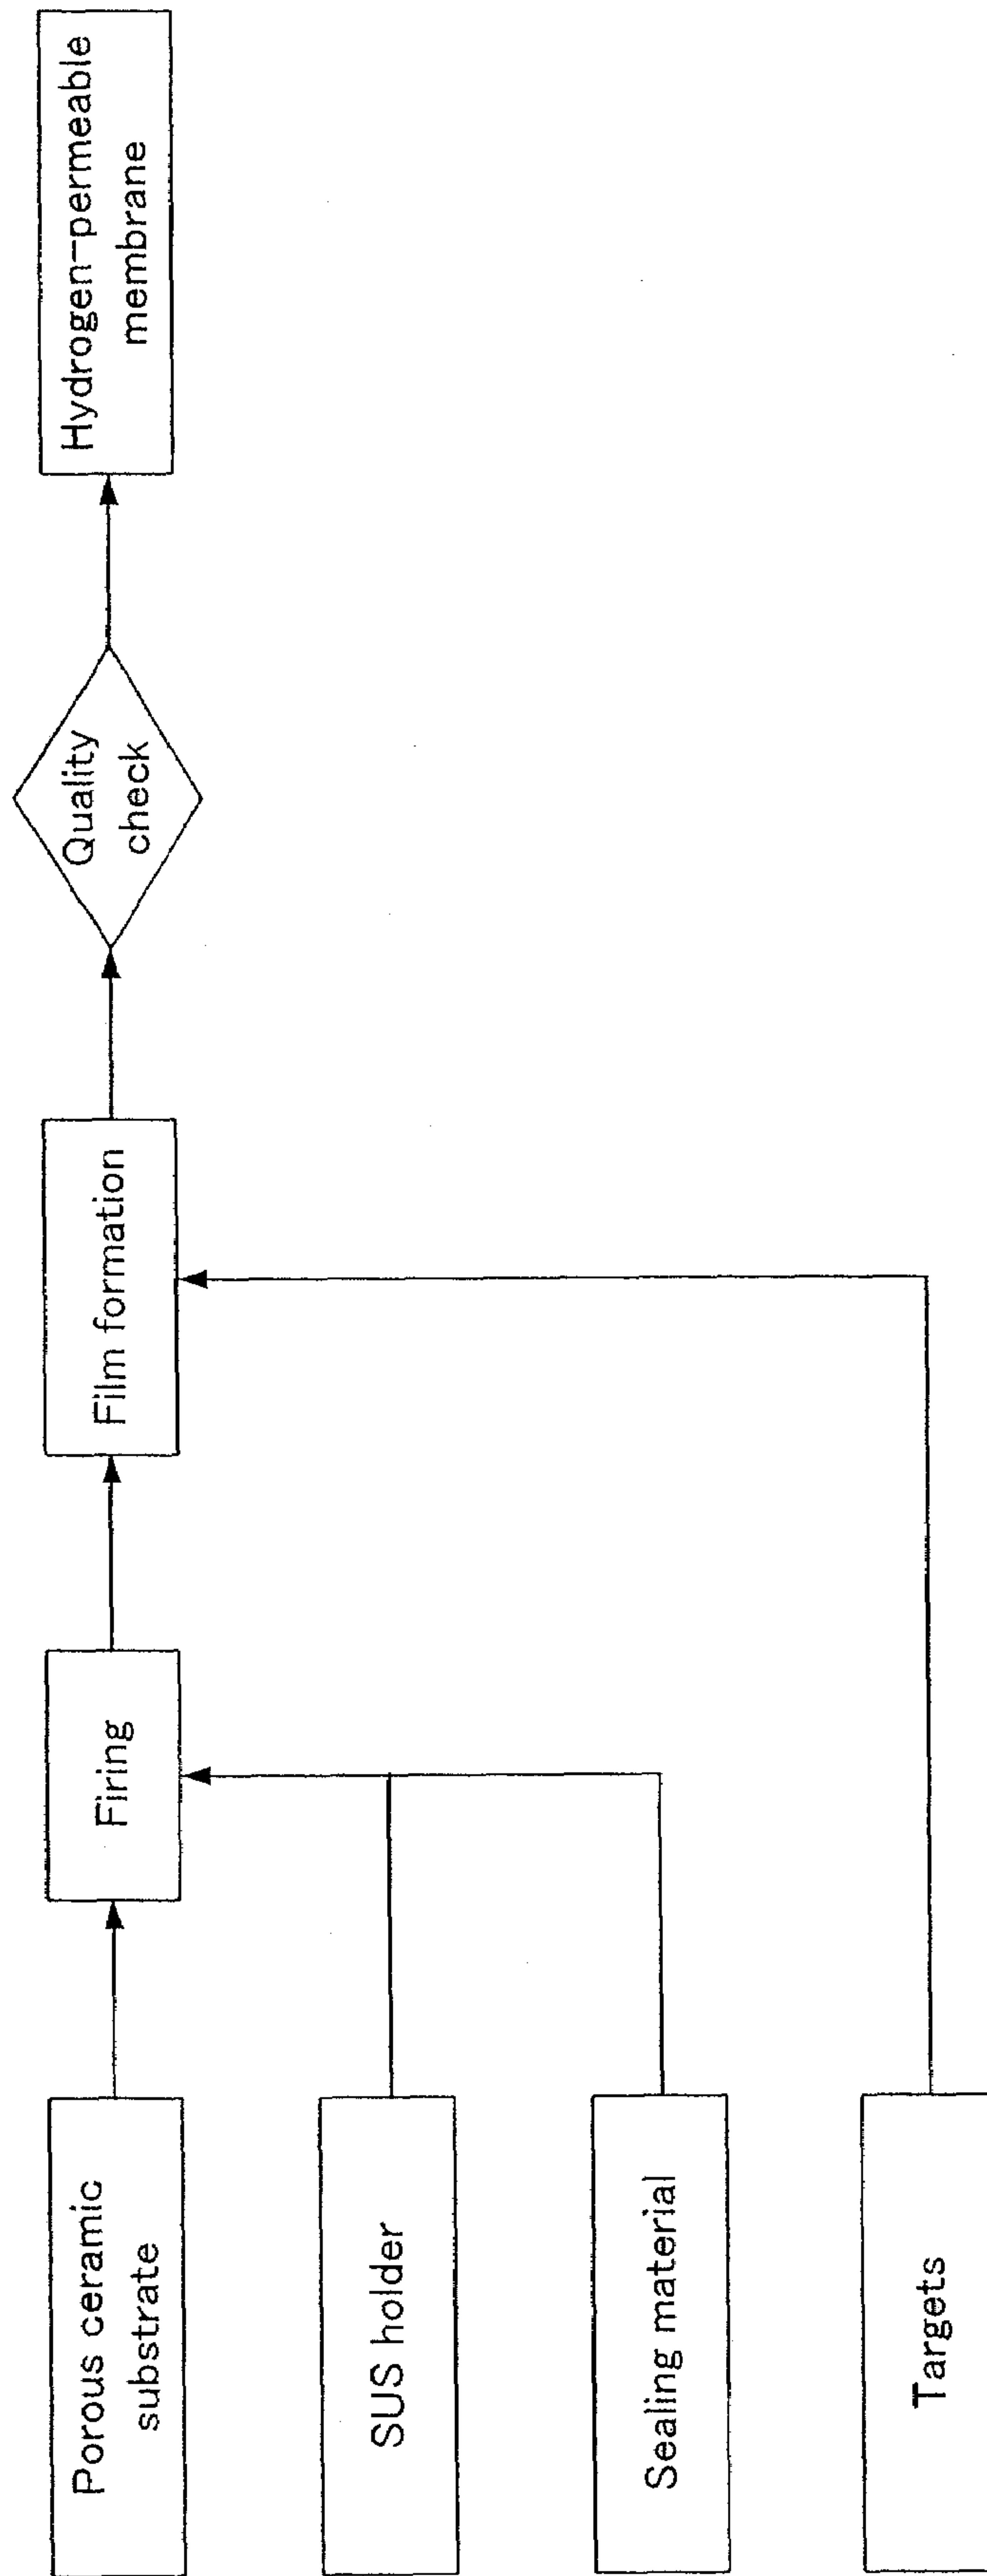 Porous ceramic
substrate
Firing
Film formation
Quality
check
Hydrogen-permeable
membrane
SUS holder
Sealing material
Targets